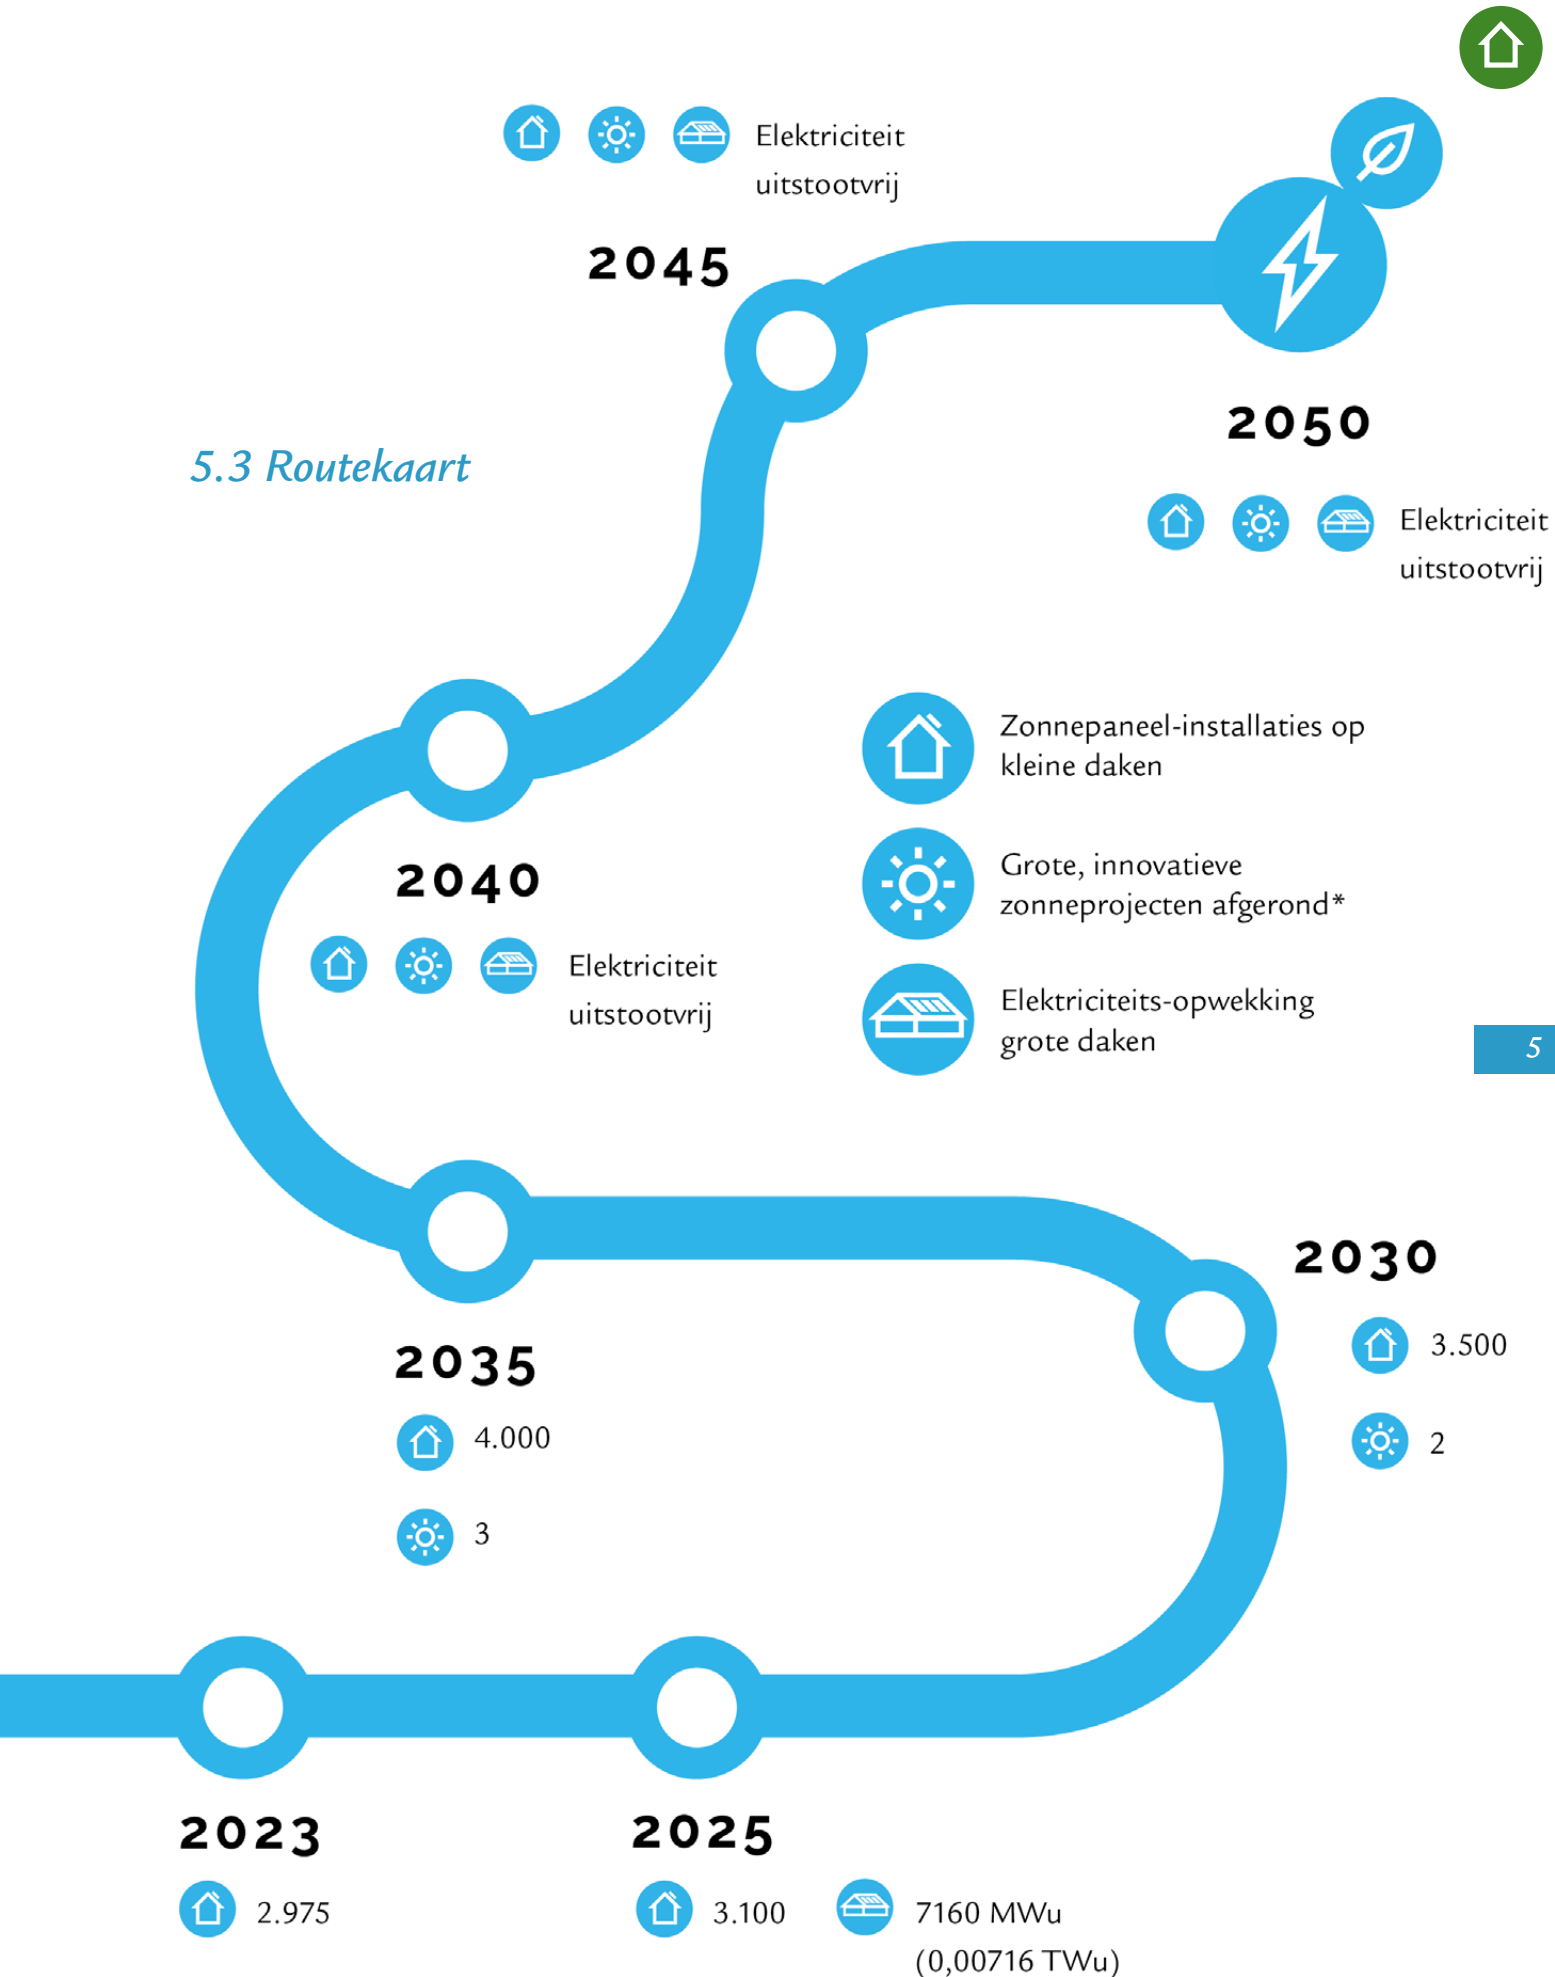 Elektriciteit
uitstootvrij
2045
2050
5.3 Routekaart
Elektriciteit
uitstootvrij
Zonnepaneel-installaties op
kleine daken
Grote, innovatieve
zonneprojecten afgerond*
Elektriciteits-opwekking
grote daken
2040
Elektriciteit
uitstootvrij
5
2030
3.500
2
2035
4.000
3
2023
2.975
2025
3.100
7160 MWu
(0,00716 TWu)